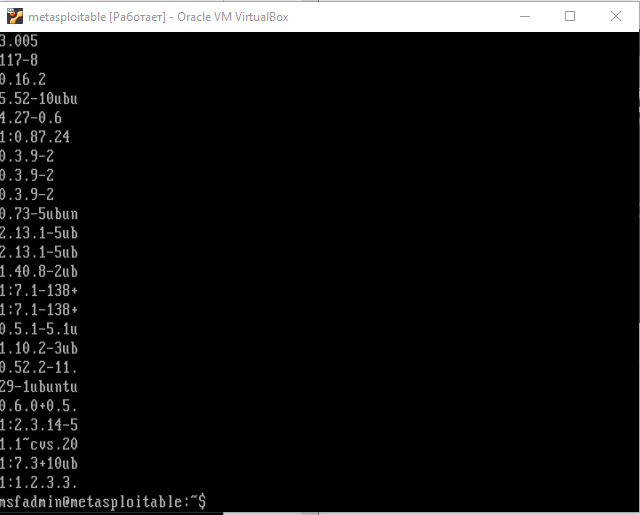 metasploitable [Работает] - Oracle VM VirtualBox
3.005
117-8
0.16.2
5.52-10ubu
4.27-0.6
1:0.87.24
0.3.9-2
0.3.9-2
0.3.9-2
0.73-5ubun
2.13.1-5ub
2.13.1-5ub
1.40.8-2ub
1:7.1-138+
1:7.1-138+
0.5.1-5.1u
1.10.2-3ub
0.52.2-11.
29-1ubuntu
0.6.0+0.5.
1:2.3.14-5
1.1~cvs.20
1:7.3+10ub
1:1.2.3.3.
msfadmin@metasploitable:~$